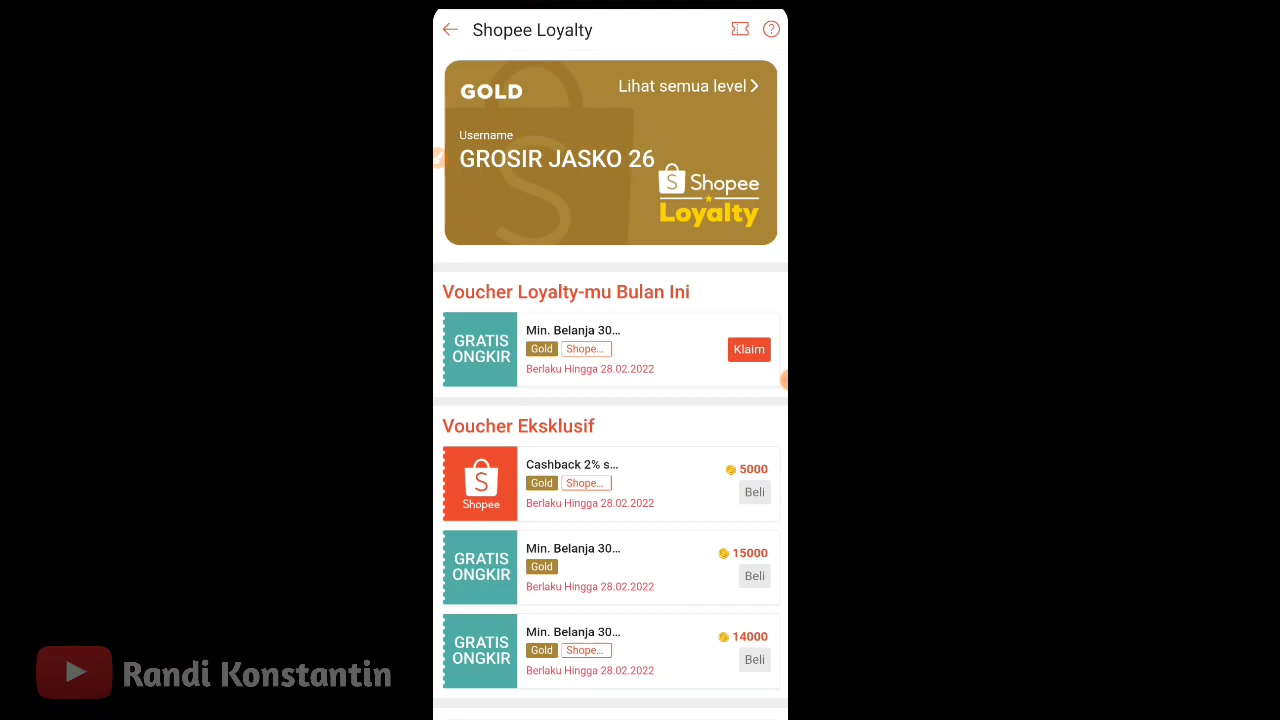 Shopee Loyalty
GOLD
Lihat semua level
Username
GROSIR JASKO 26
Shopee
Loyalty
Voucher Loyalty-mu Bulan Ini
GRATIS
ONGKIR
Min. Belanja 30...
Gold Shope...
Berlaku Hingga 28.02.2022
Klaim
Voucher Eksklusif
Shopee
Cashback 2% s...
Gold Shope...
Berlaku Hingga 28.02.2022
5000
Beli
GRATIS
ONGKIR
Min. Belanja 30...
Gold
Berlaku Hingga 28.02.2022
15000
Beli
GRATIS
ONGKIR
Min. Belanja 30...
Gold Shope...
Berlaku Hingga 28.02.2022
14000
Beli
Randi Konstantin